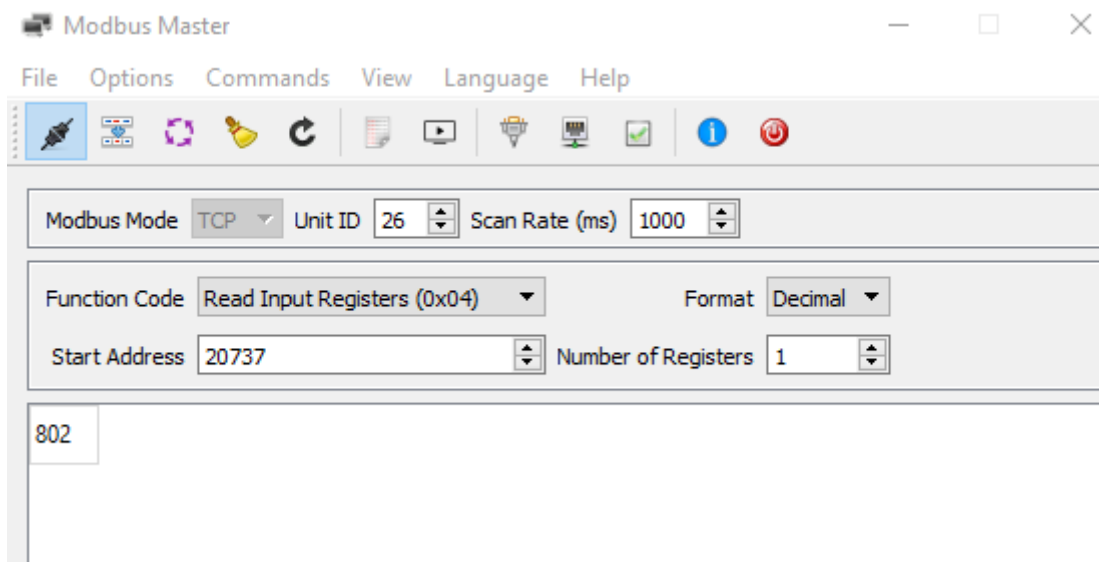 Modbus Master
File Options Commands View Language Help
Modbus Mode TCP Unit ID 26 Scan Rate (ms) 1000
Function Code Read Input Registers (0x04) Format Decimal
Start Address 20737 Number of Registers 1
802